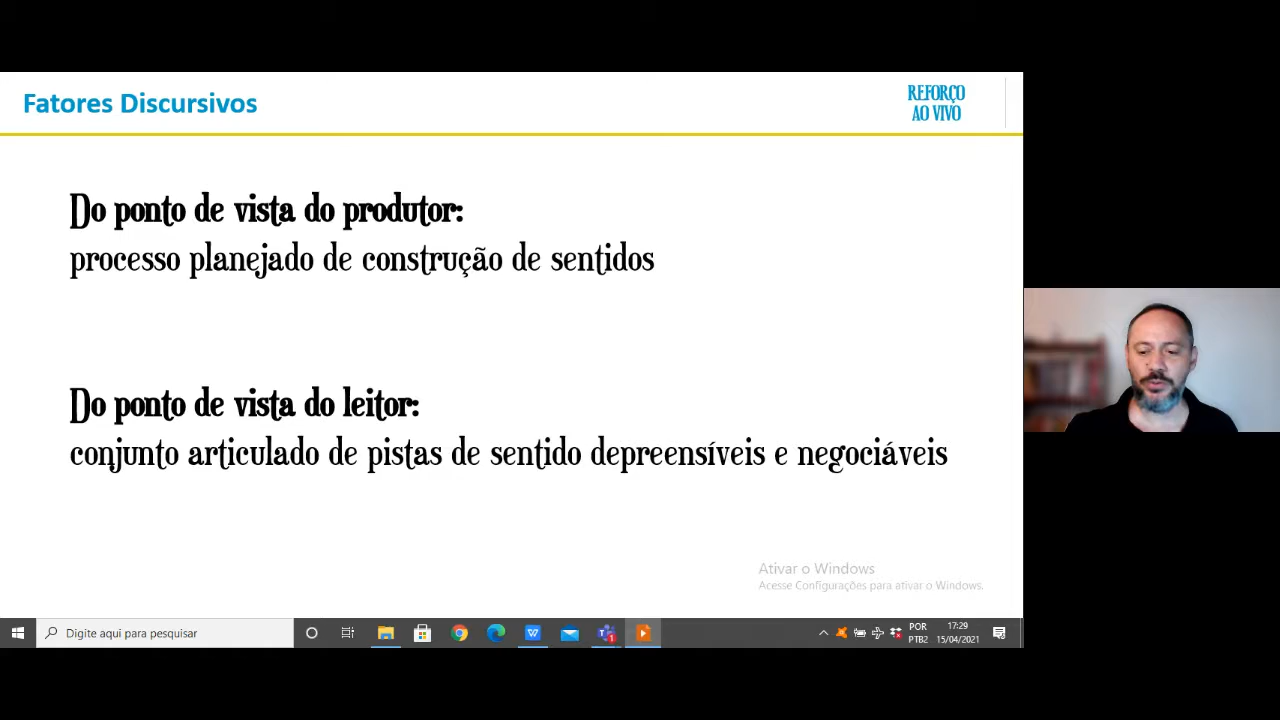 Fatores Discursivos
REFORÇO
AO VIVO
Do ponto de vista do produtor:
processo planejado de construção de sentidos
Do ponto de vista do leitor:
conjunto articulado de pistas de sentido depreensíveis e negociáveis
Ativar o Windows
Acesse Configurações para ativar o Windows.
Digite aqui para pesquisar
POR
PTB2
17:29
15/04/2021